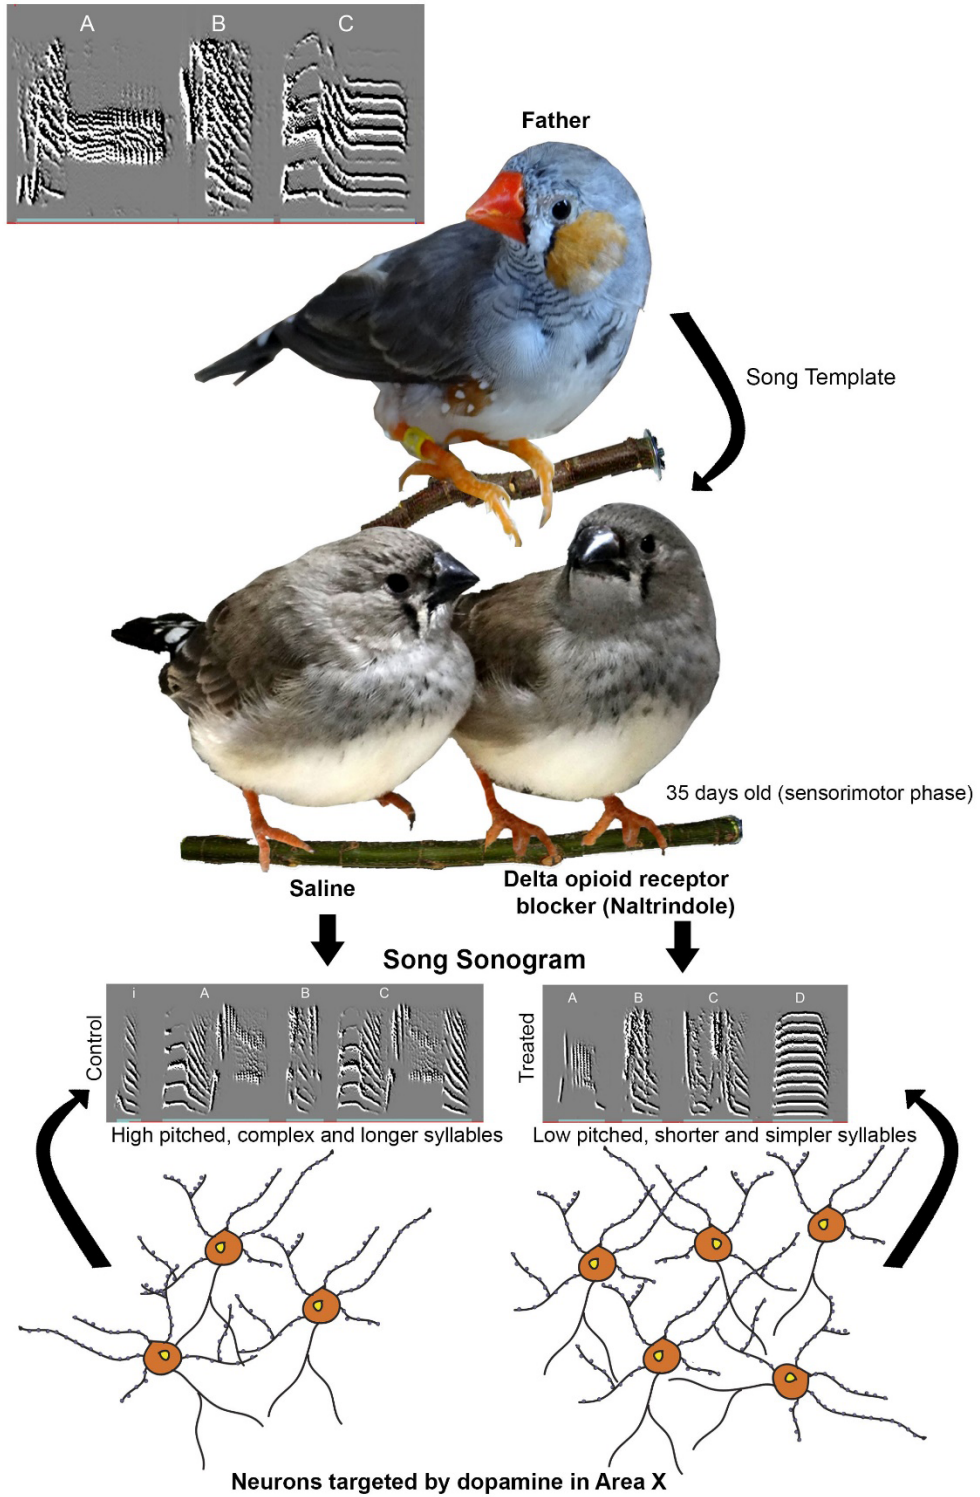 A B C
Father
Song Template
35 days old (sensorimotor phase)
Saline
Delta opioid receptor
blocker (Naltrindole)
Song Sonogram
Control
i A B C
Treated
A B C D
High pitched, complex and longer syllables
Low pitched, shorter and simpler syllables
Neurons targeted by dopamine in Area X